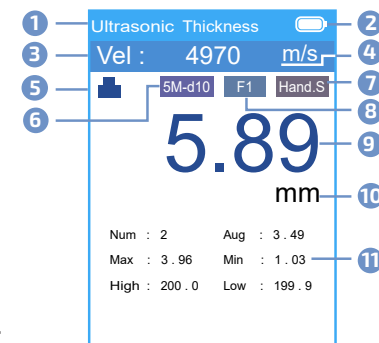 1 Ultrasonic Thickness 2
3 Vel : 4970 m/s 4
5 5M-d10 F1 Hand.S 7
6 8
5.89 9
mm 10
Num : 2 Aug : 3 . 49
Max : 3 . 96 Min : 1 . 03 11
High : 200 . 0 Low : 199 . 9